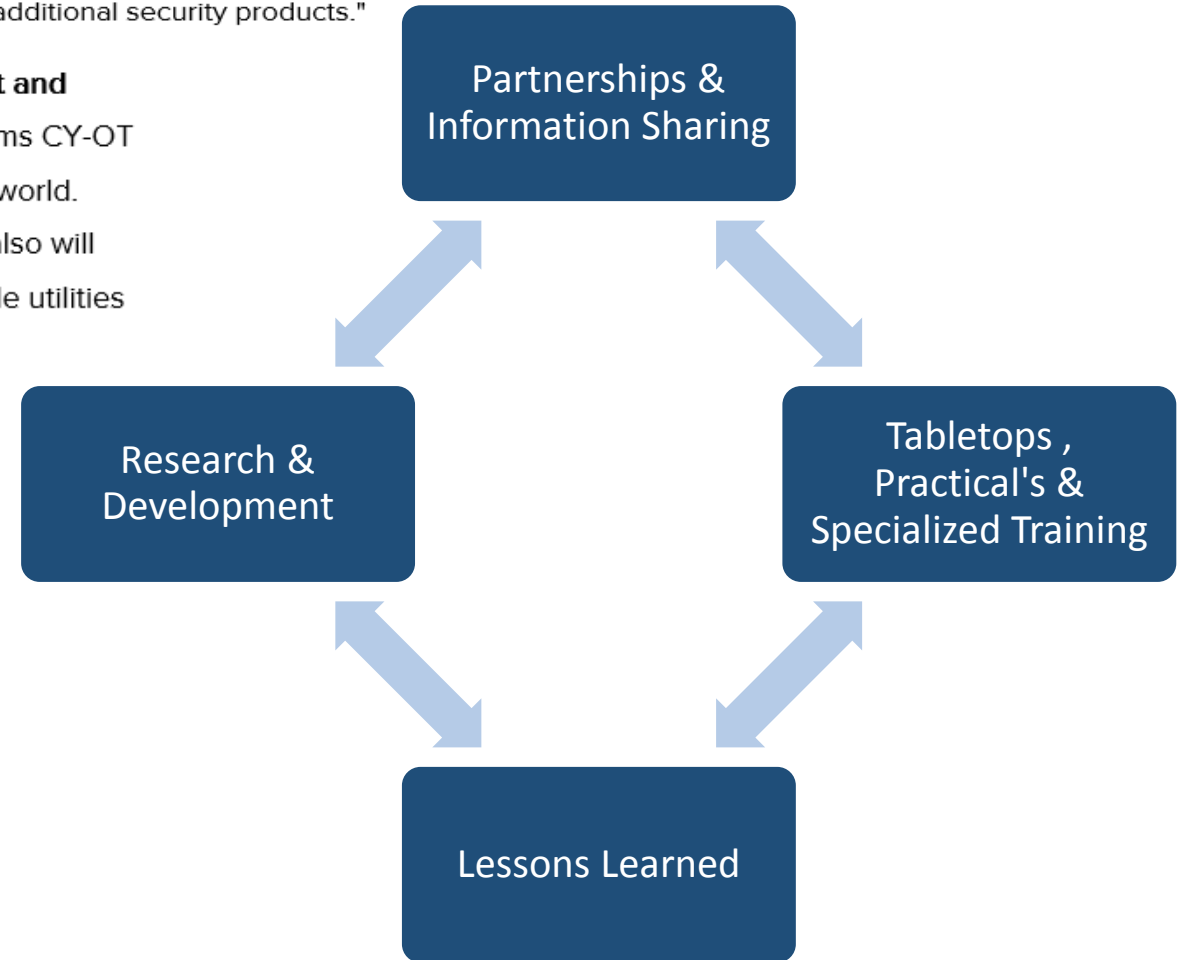 additional security products."
t and
ms CY-OT
world.
also will
le utilities
Partnerships &
Information Sharing
Research &
Development
Tabletops ,
Practical's &
Specialized Training
Lessons Learned